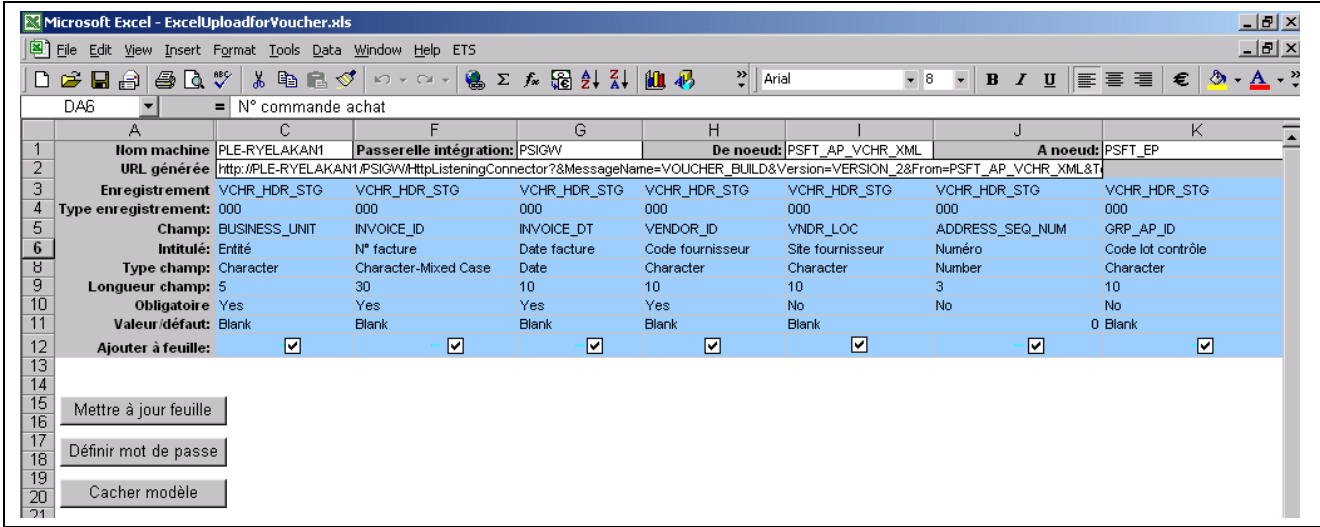 Microsoft Excel - ExcelUploadforVoucher.xls
File Edit View Insert Format Tools Data Window Help ETS
Arial 8 B I U €
DA6 = N° commande achat
A C F G H I J K
1 Nom machine PLE-RYELAKAN1 Passerelle intégration: PSIGW De noeud: PSFT_AP_VCHR_XML A noeud: PSFT_EP
2 URL générée http://PLE-RYELAKAN1/PSIGW/HttpListeningConnector?&MessageName=VOUCHER_BUILD&Version=VERSION_2&From=PSFT_AP_VCHR_XML&T
3 Enregistrement VCHR_HDR_STG VCHR_HDR_STG VCHR_HDR_STG VCHR_HDR_STG VCHR_HDR_STG VCHR_HDR_STG VCHR_HDR_STG
4 Type enregistrement: 000 000 000 000 000 000 000
5 Champ: BUSINESS_UNIT INVOICE_ID INVOICE_DT VENDOR_ID VNDR_LOC ADDRESS_SEQ_NUM GRP_AP_ID
6 Intitulé: Entité N° facture Date facture Code fournisseur Site fournisseur Numéro Code lot contrôle
8 Type champ: Character Character-Mixed Case Date Character Character Number Character
9 Longueur champ: 5 30 10 10 10 3 10
10 Obligatoire Yes Yes Yes Yes No No No
11 Valeur/défaut: Blank Blank Blank Blank Blank 0 Blank
12 Ajouter à feuille:
13
14
15 Mettre à jour feuille
16
17
18 Définir mot de passe
19
20 Cacher modèle
21